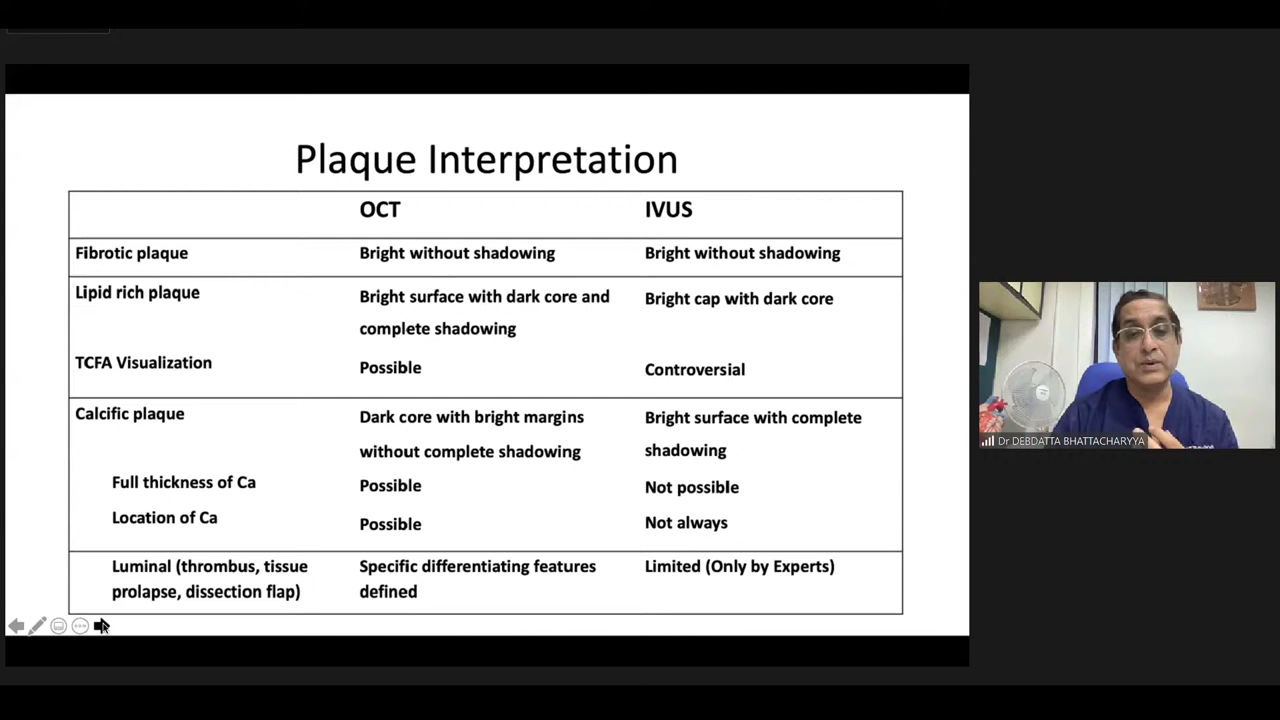 Plaque Interpretation
OCT IVUS
Fibrotic plaque Bright without shadowing Bright without shadowing
Lipid rich plaque Bright surface with dark core and Bright cap with dark core
complete shadowing
TCFA Visualization Possible Controversial
Calcific plaque Dark core with bright margins Bright surface with complete
without complete shadowing shadowing
Full thickness of Ca Possible Not possible
Location of Ca Possible Not always
Luminal (thrombus, tissue Specific differentiating features Limited (Only by Experts)
prolapse, dissection flap) defined
Dr DEBDATTA BHATTACHARYYA